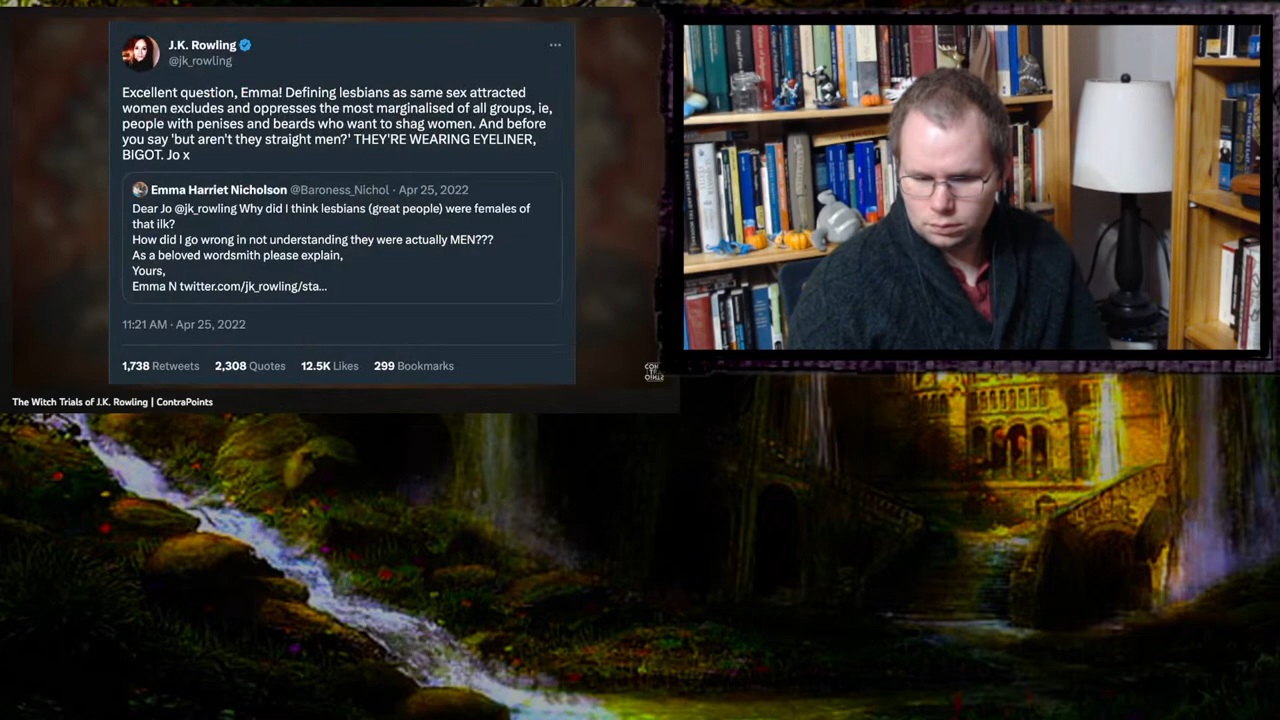 J.K. Rowling
@jk_rowling
Excellent question, Emma! Defining lesbians as same sex attracted
women excludes and oppresses the most marginalised of all groups, ie,
people with penises and beards who want to shag women. And before
you say 'but aren't they straight men?' THEY'RE WEARING EYELINER,
BIGOT. Jo x
Emma Harriet Nicholson @Baroness_Nichol · Apr 25, 2022
Dear Jo @jk_rowling Why did I think lesbians (great people) were females of
that ilk?
How did I go wrong in not understanding they were actually MEN???
As a beloved wordsmith please explain,
Yours,
Emma N twitter.com/jk_rowling/sta...
11:21 AM · Apr 25, 2022
1,738 Retweets 2,308 Quotes 12.5K Likes 299 Bookmarks
The Witch Trials of J.K. Rowling | ContraPoints